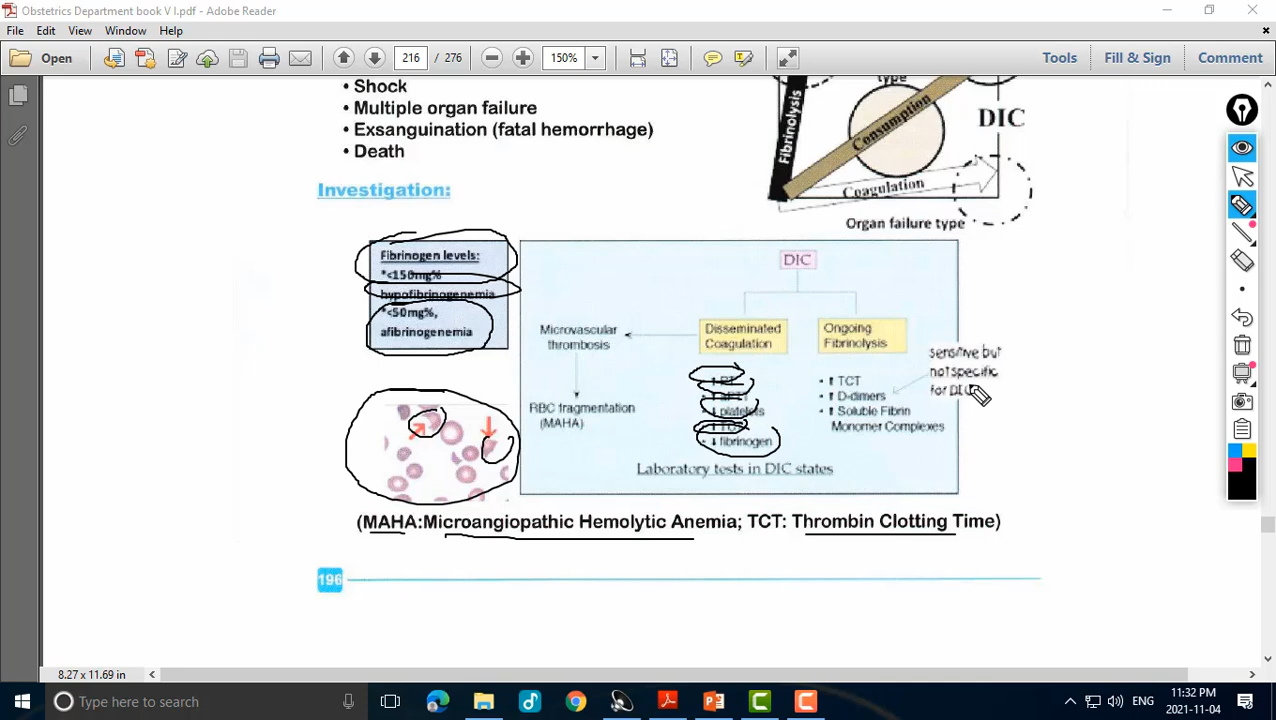 Obstetrics Department book V I.pdf - Adobe Reader
File Edit View Window Help
Open 216 / 276 150% Tools Fill & Sign Comment
type
• Shock
• Multiple organ failure
• Exsanguination (fatal hemorrhage)
• Death
Fibrinolysis
Consumption
DIC
Coagulation
Organ failure type
Investigation:
Fibrinogen levels:
*<150mg%
hypofibrinogenemia
*<50mg%,
afibrinogenemia
DIC
Disseminated
Coagulation
Ongoing
Fibrinolysis
Microvascular
thrombosis
RBC fragmentation
(MAHA)
↓ platelets
↓ fibrinogen
• ↑ TCT
• ↑ D-dimers
• ↑ Soluble Fibrin
Monomer Complexes
sensitive but
not specific
for DIC
Laboratory tests in DIC states
(MAHA:Microangiopathic Hemolytic Anemia; TCT: Thrombin Clotting Time)
196
8.27 x 11.69 in
Type here to search
ENG
11:32 PM
2021-11-04